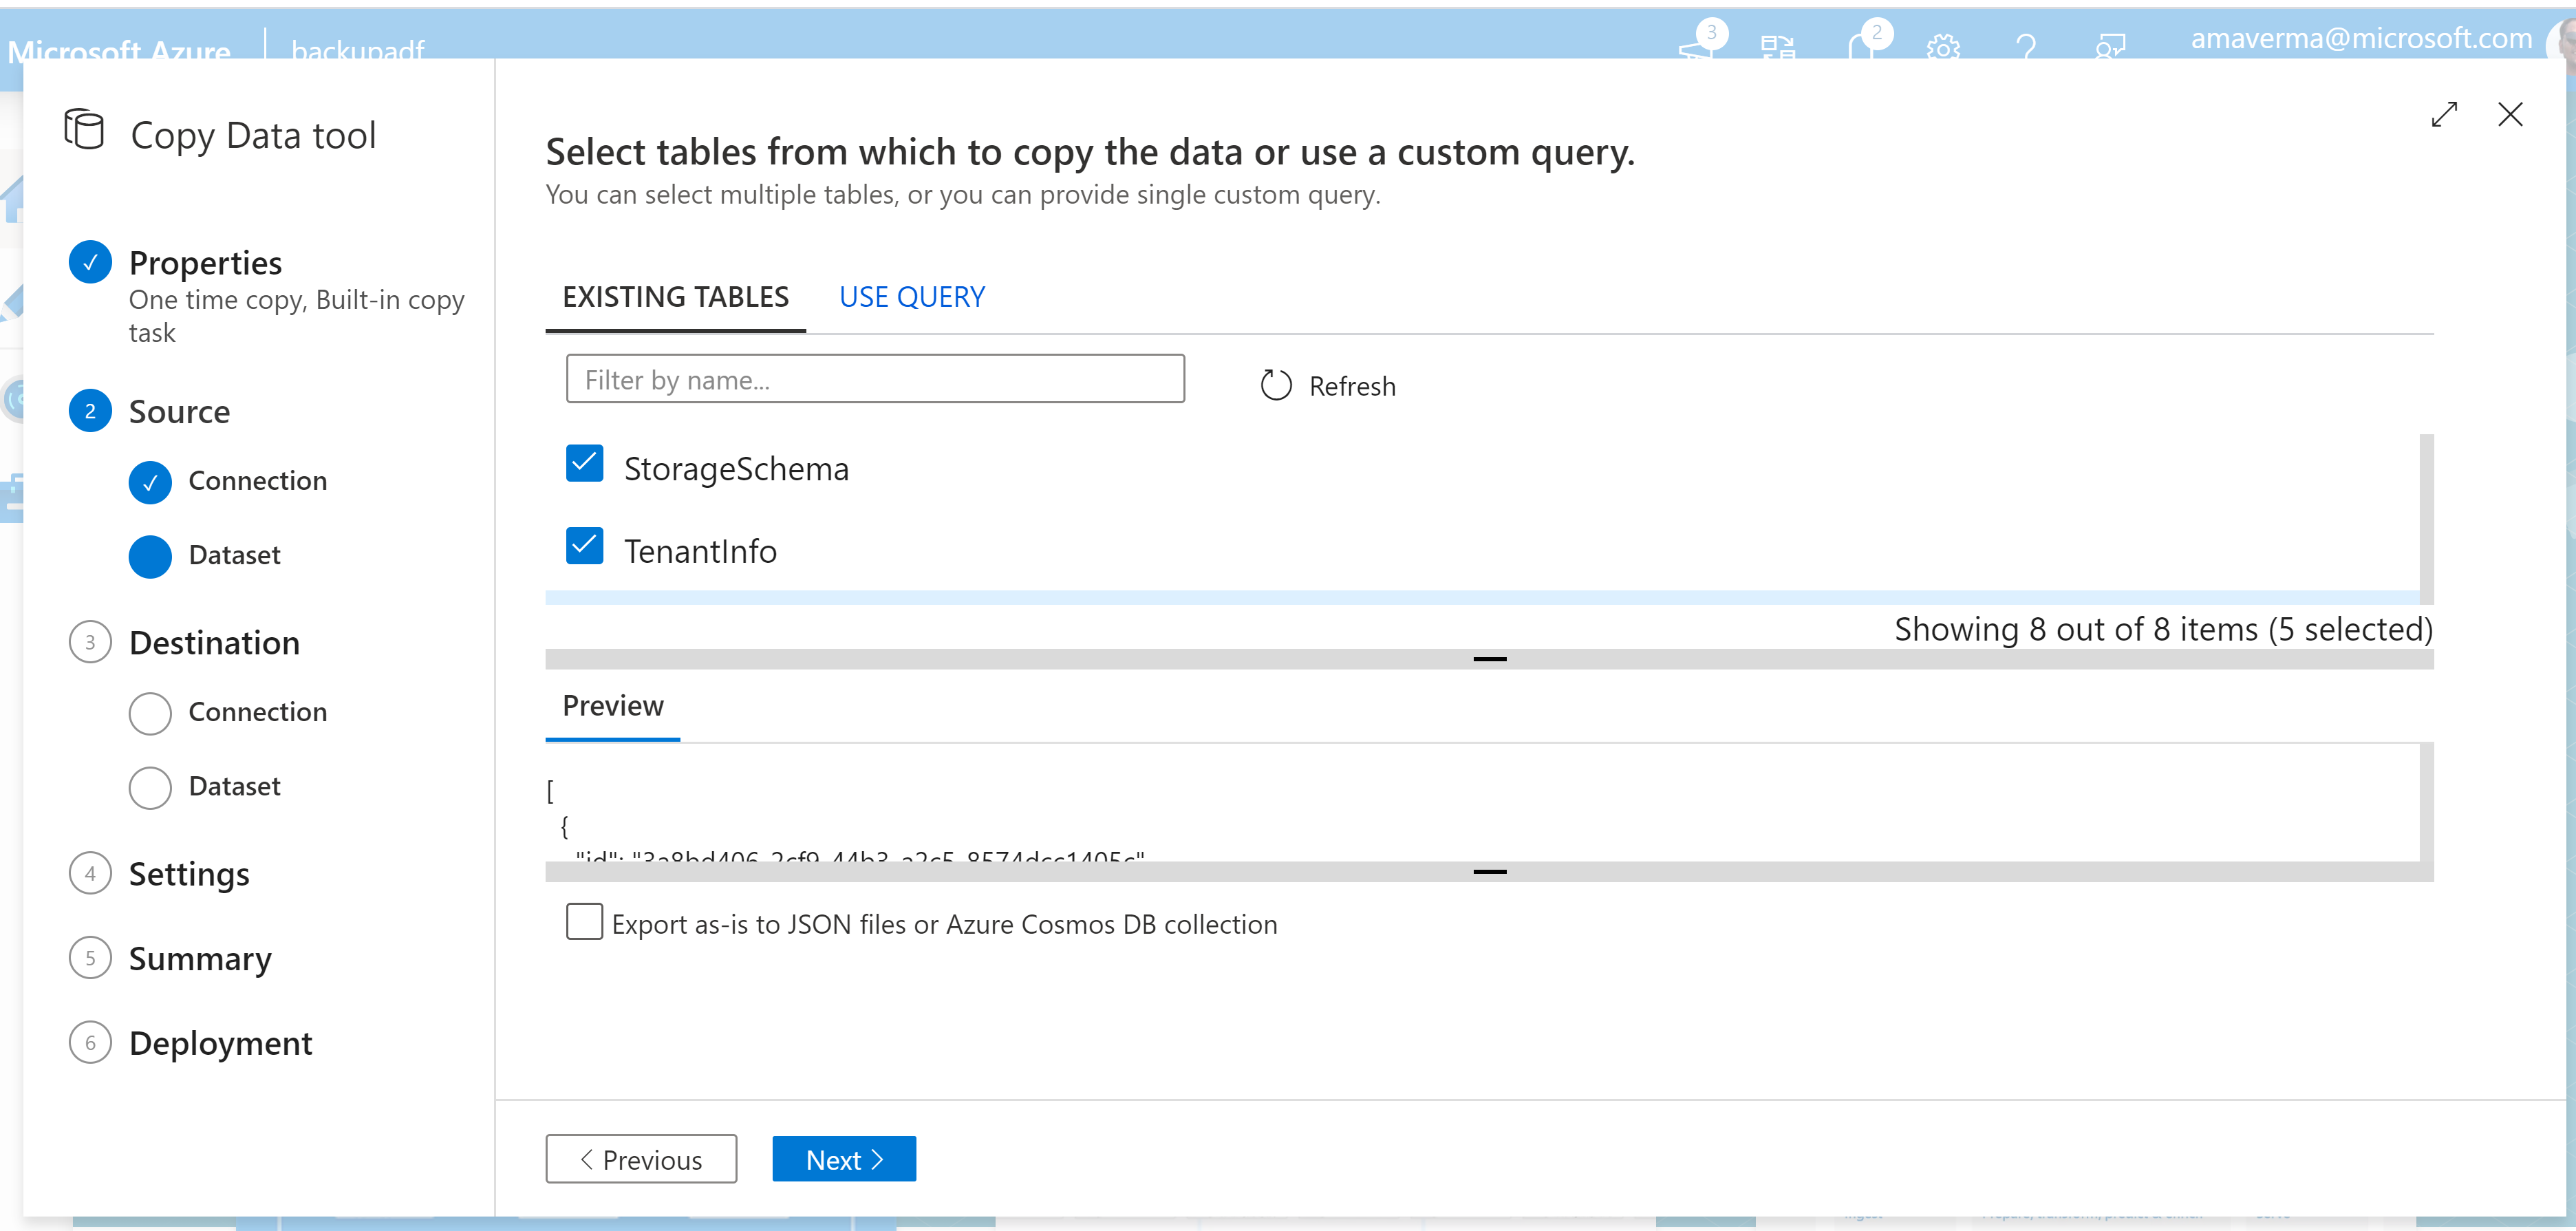 Microsoft Azure
backupadf
3
2
amaverma@microsoft.com
Copy Data tool
Properties
One time copy, Built-in copy
task
2
Source
Connection
Dataset
3
Destination
Connection
Dataset
4
Settings
5
Summary
6
Deployment
Select tables from which to copy the data or use a custom query.
You can select multiple tables, or you can provide single custom query.
EXISTING TABLES
USE QUERY
Filter by name...
Refresh
StorageSchema
TenantInfo
Showing 8 out of 8 items (5 selected)
Preview
[
{
"id": "3a8bd406-2cf9-44b3-a2c5-8574dcc1405c"
Export as-is to JSON files or Azure Cosmos DB collection
< Previous
Next >